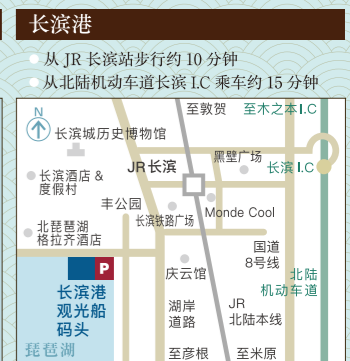 长滨港
从 JR 长滨站步行约 10 分钟
从北陆机动车道长滨 I.C 乘车约 15 分钟
至敦贺
至木之本 I.C
N
长滨城历史博物馆
JR长滨
黑壁广场
长滨 I.C
长滨酒店 &
度假村
丰公园
长滨铁路广场
Monde Cool
北琵琶湖
格拉齐酒店
国道
8号线
P
庆云馆
北陆
机动车道
长滨港
观光船
码头
湖岸
道路
JR
北陆本线
琵琶湖
至彦根
至米原